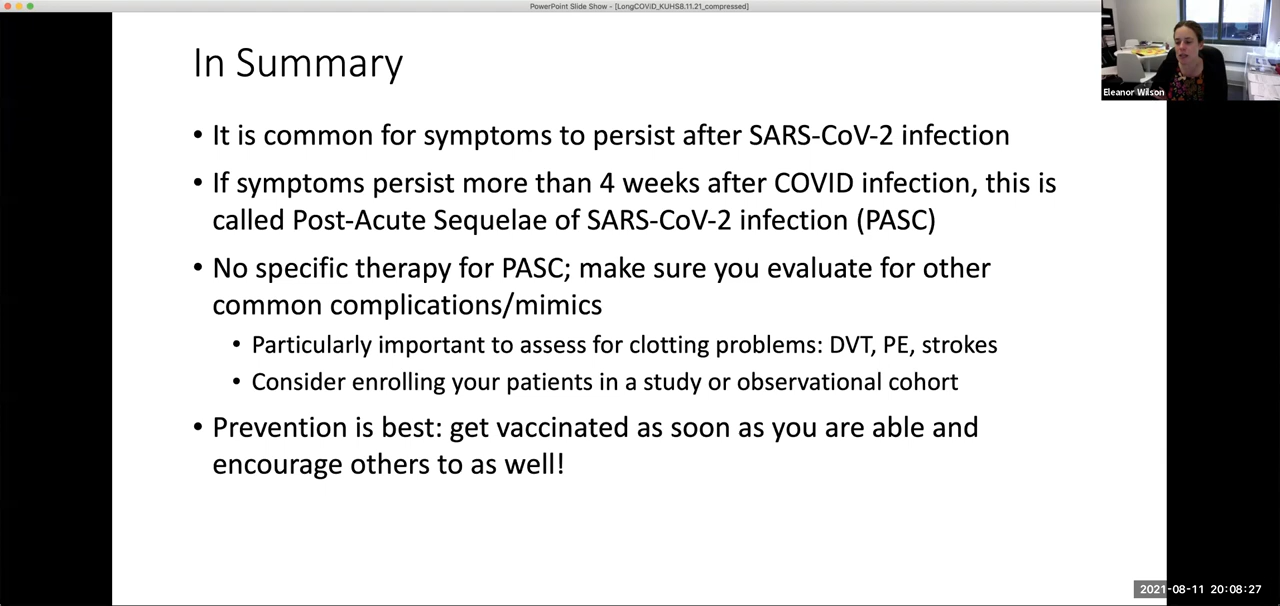 PowerPoint Slide Show - [LongCOViD_KUHS8.11.21_compressed]
Eleanor Wilson
In Summary
• It is common for symptoms to persist after SARS-CoV-2 infection
• If symptoms persist more than 4 weeks after COVID infection, this is
called Post-Acute Sequelae of SARS-CoV-2 infection (PASC)
• No specific therapy for PASC; make sure you evaluate for other
common complications/mimics
• Particularly important to assess for clotting problems: DVT, PE, strokes
• Consider enrolling your patients in a study or observational cohort
• Prevention is best: get vaccinated as soon as you are able and
encourage others to as well!
2021-08-11 20:08:27